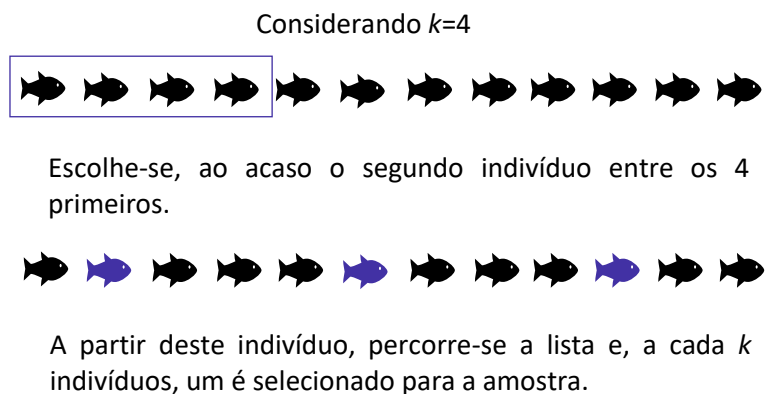 Considerando k=4
Escolhe-se, ao acaso o segundo indivíduo entre os 4
primeiros.
A partir deste indivíduo, percorre-se a lista e, a cada k
indivíduos, um é selecionado para a amostra.